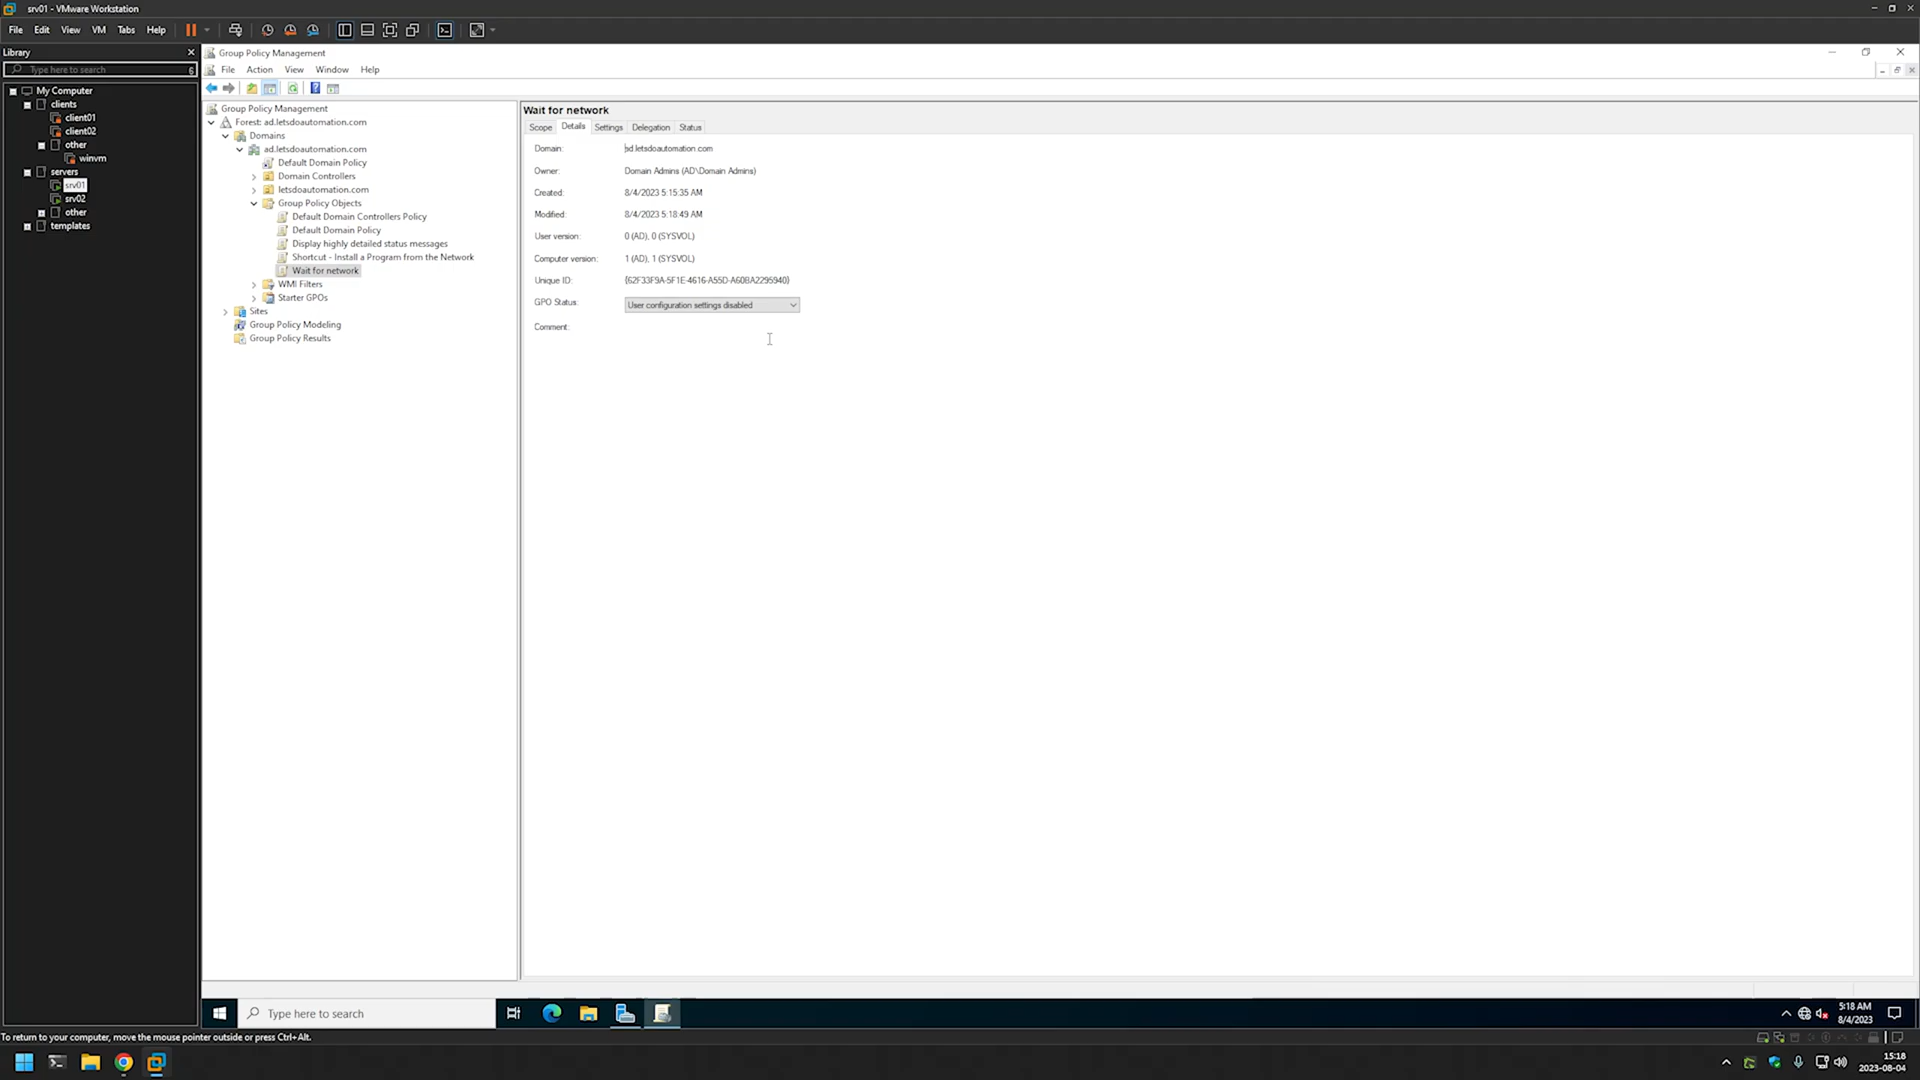 srv01 - VMware Workstation
File Edit View VM Tabs Help
Library
Type here to search
My Computer
clients
client01
client02
other
winvm
servers
srv01
srv02
other
templates
Group Policy Management
File Action View Window Help
Group Policy Management
Forest: ad.letsdoautomation.com
Domains
ad.letsdoautomation.com
Default Domain Policy
Domain Controllers
letsdoautomation.com
Group Policy Objects
Default Domain Controllers Policy
Default Domain Policy
Display highly detailed status messages
Shortcut - Install a Program from the Network
Wait for network
WMI Filters
Starter GPOs
Sites
Group Policy Modeling
Group Policy Results
Wait for network
Scope Details Settings Delegation Status
Domain: ad.letsdoautomation.com
Owner: Domain Admins (AD\Domain Admins)
Created: 8/4/2023 5:15:35 AM
Modified: 8/4/2023 5:18:49 AM
User version: 0 (AD), 0 (SYSVOL)
Computer version: 1 (AD), 1 (SYSVOL)
Unique ID: {62F33F9A-5F1E-4616-A55D-A60BA2295940}
GPO Status: User configuration settings disabled
Comment:
Type here to search
5:18 AM
8/4/2023
To return to your computer, move the mouse pointer outside or press Ctrl+Alt.
15:18
2023-08-04